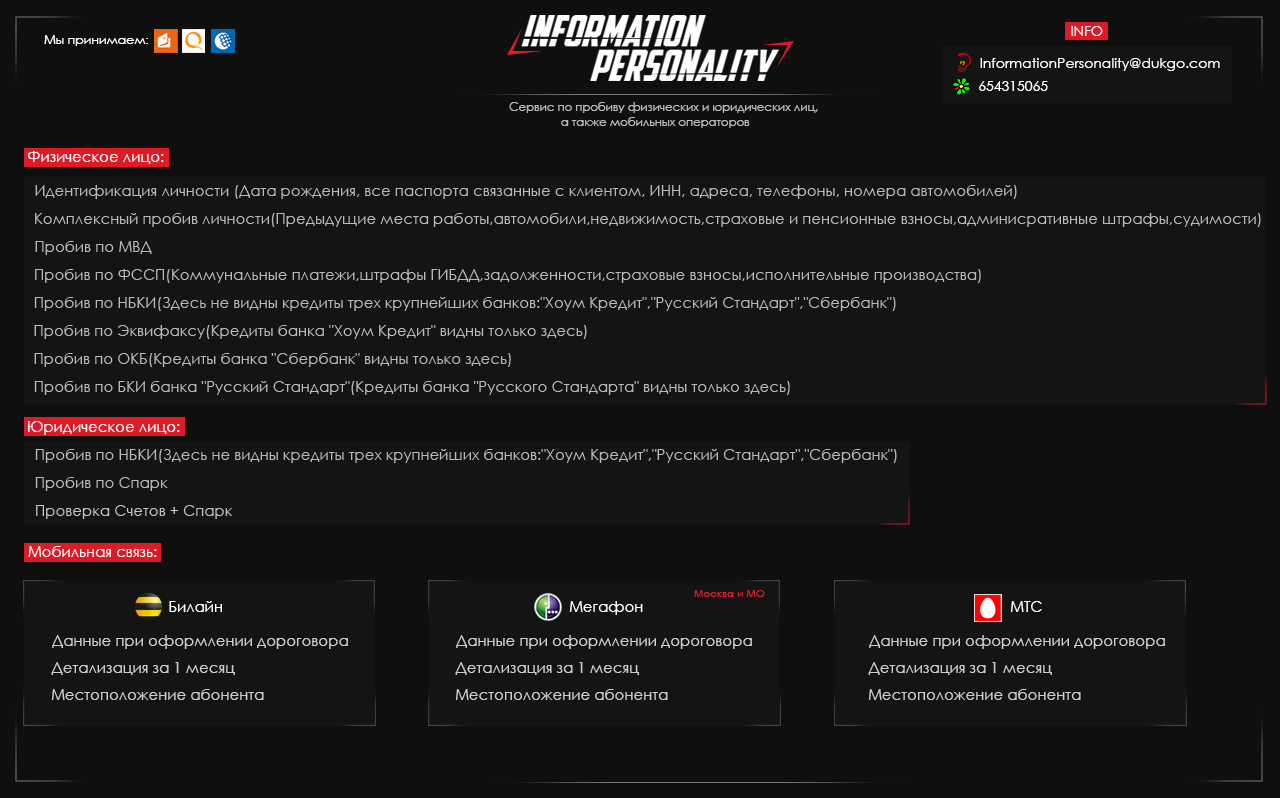 Мы принимаем:
INFORMATION
PERSONALITY
Сервис по пробиву физических и юридических лиц,
а также мобильных операторов
INFO
InformationPersonality@dukgo.com
654315065
Физическое лицо:
Идентификация личности (Дата рождения, все паспорта связанные с клиентом, ИНН, адреса, телефоны, номера автомобилей)
Комплексный пробив личности(Предыдущие места работы,автомобили,недвижимость,страховые и пенсионные взносы,админисративные штрафы,судимости)
Пробив по МВД
Пробив по ФССП(Коммунальные платежи,штрафы ГИБДД,задолженности,страховые взносы,исполнительные производства)
Пробив по НБКИ(Здесь не видны кредиты трех крупнейших банков:"Хоум Кредит","Русский Стандарт","Сбербанк")
Пробив по Эквифаксу(Кредиты банка "Хоум Кредит" видны только здесь)
Пробив по ОКБ(Кредиты банка "Сбербанк" видны только здесь)
Пробив по БКИ банка "Русский Стандарт"(Кредиты банка "Русского Стандарта" видны только здесь)
Юридическое лицо:
Пробив по НБКИ(Здесь не видны кредиты трех крупнейших банков:"Хоум Кредит","Русский Стандарт","Сбербанк")
Пробив по Спарк
Проверка Счетов + Спарк
Мобильная связь:
Билайн
Данные при оформлении дороговора
Детализация за 1 месяц
Местоположение абонента
Москва и МО
Мегафон
Данные при оформлении дороговора
Детализация за 1 месяц
Местоположение абонента
МТС
Данные при оформлении дороговора
Детализация за 1 месяц
Местоположение абонента